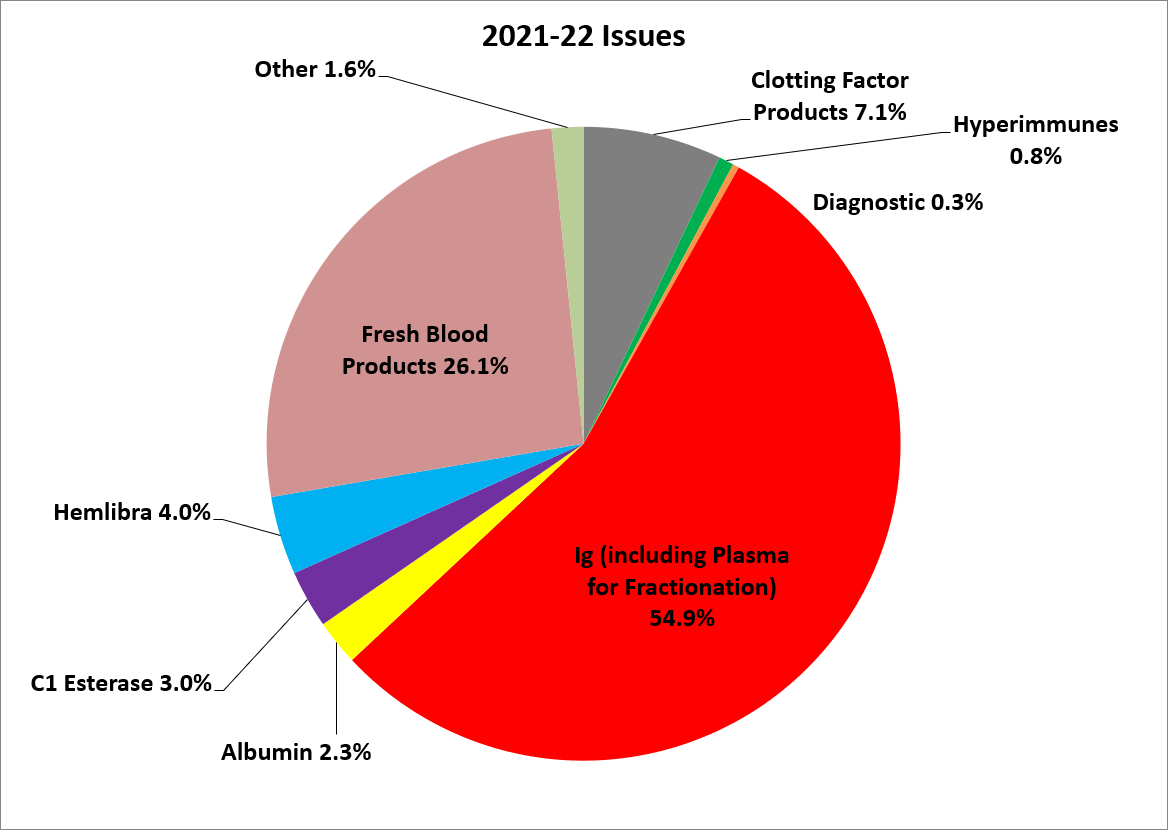 2021-22 Issues
Other 1.6%
Clotting Factor
Products 7.1%
Hyperimmunes
0.8%
Diagnostic 0.3%
Fresh Blood
Products 26.1%
Hemlibra 4.0%
Ig (including Plasma
for Fractionation)
54.9%
C1 Esterase 3.0%
Albumin 2.3%